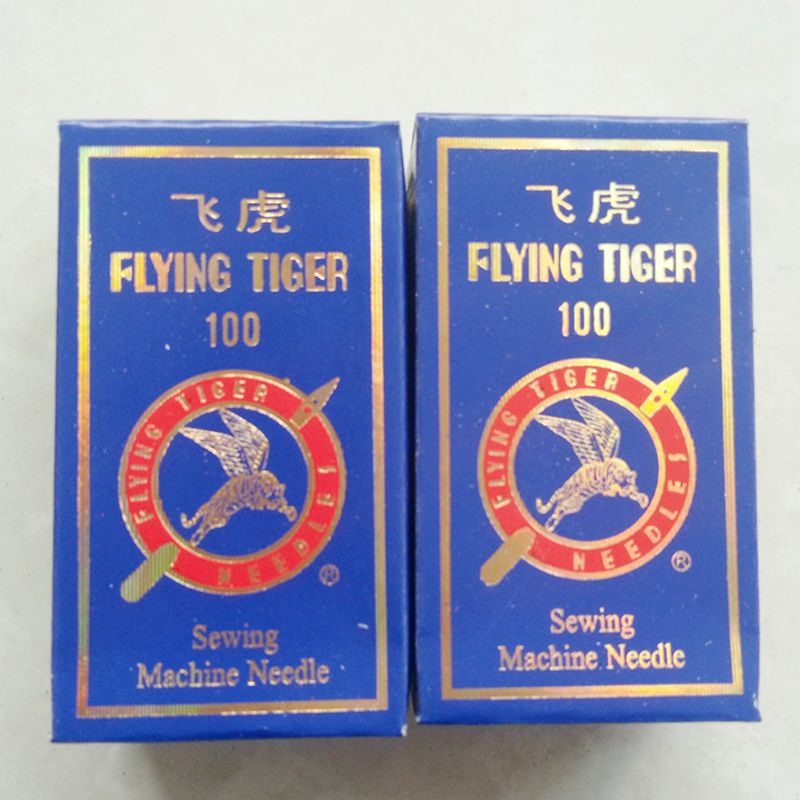 飞虎
FLYING TIGER
100
FLYING TIGER
NEEDLES
®
Sewing
Machine Needle
飞虎
FLYING TIGER
100
FLYING TIGER
NEEDLES
®
Sewing
Machine Needle